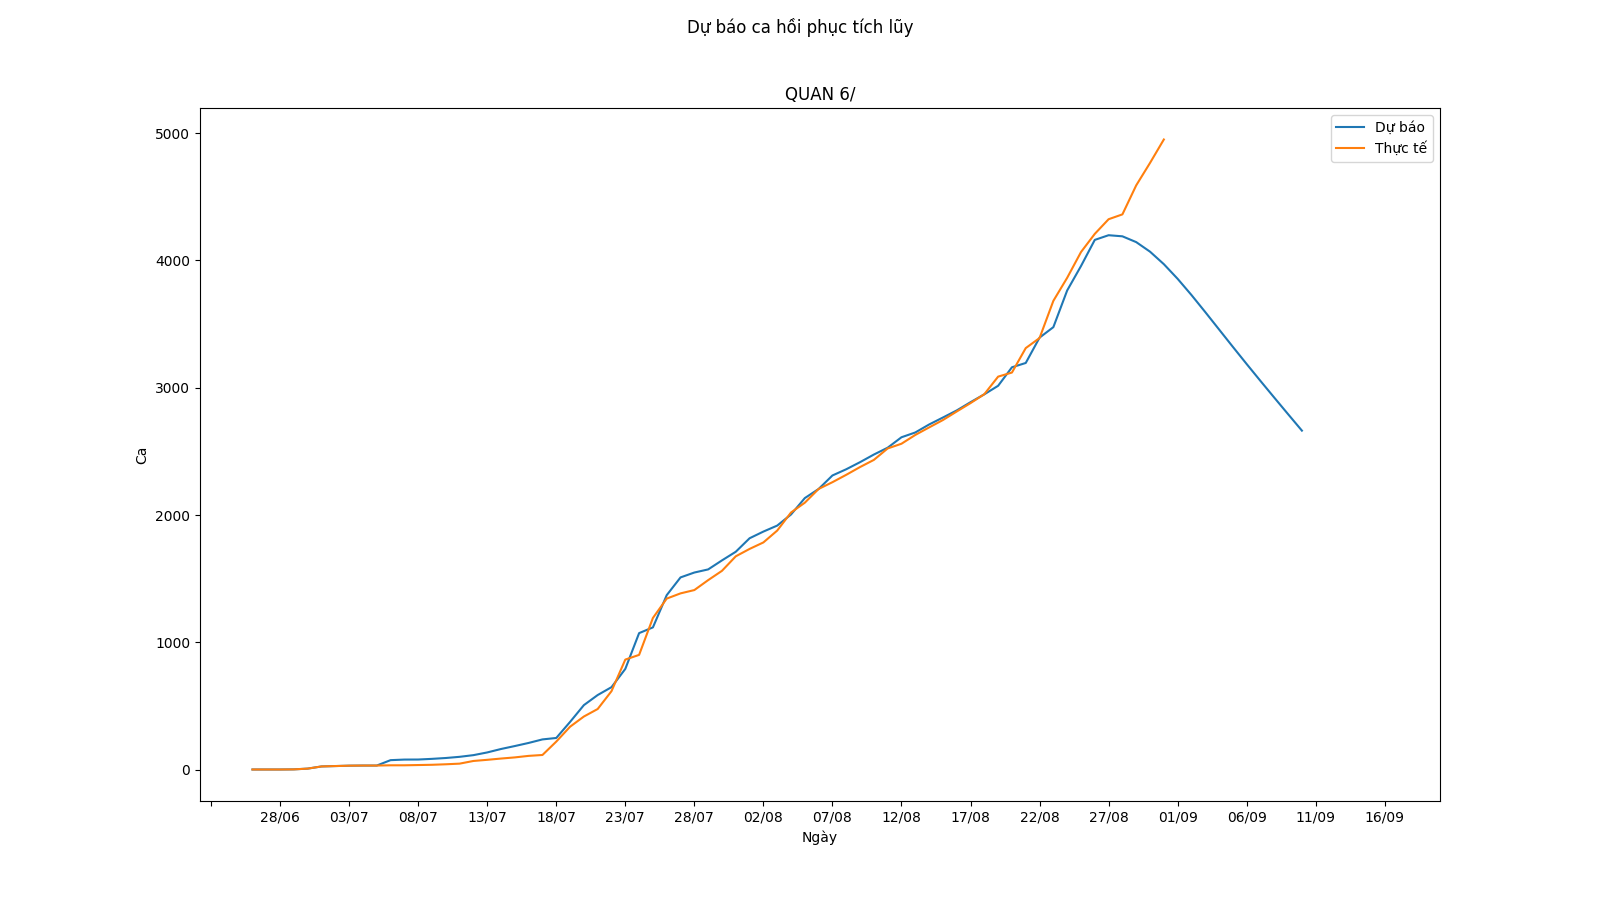 Dự báo ca hồi phục tích lũy
QUAN 6/
Dự báo
Thực tế
5000
4000
3000
2000
1000
0
Ca
28/06 03/07 08/07 13/07 18/07 23/07 28/07 02/08 07/08 12/08 17/08 22/08 27/08 01/09 06/09 11/09 16/09
Ngày